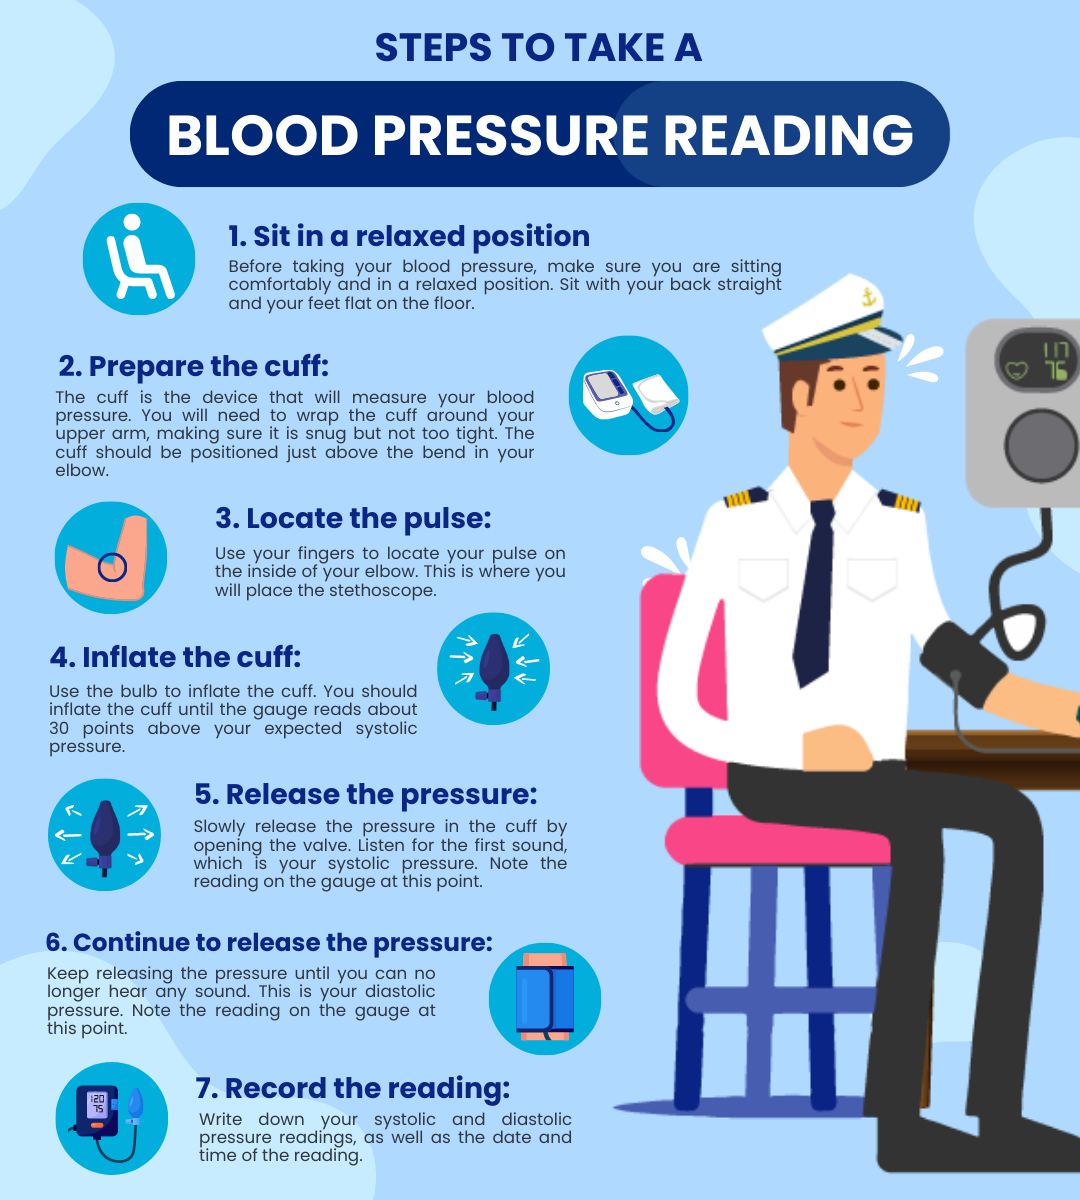 STEPS TO TAKE A
BLOOD PRESSURE READING
1. Sit in a relaxed position
Before taking your blood pressure, make sure you are sitting
comfortably and in a relaxed position. Sit with your back straight
and your feet flat on the floor.
2. Prepare the cuff:
The cuff is the device that will measure your blood
pressure. You will need to wrap the cuff around your
upper arm, making sure it is snug but not too tight. The
cuff should be positioned just above the bend in your
elbow.
117
76
3. Locate the pulse:
Use your fingers to locate your pulse on
the inside of your elbow. This is where you
will place the stethoscope.
4. Inflate the cuff:
Use the bulb to inflate the cuff. You should
inflate the cuff until the gauge reads about
30 points above your expected systolic
pressure.
5. Release the pressure:
Slowly release the pressure in the cuff by
opening the valve. Listen for the first sound,
which is your systolic pressure. Note the
reading on the gauge at this point.
6. Continue to release the pressure:
Keep releasing the pressure until you can no
longer hear any sound. This is your diastolic
pressure. Note the reading on the gauge at
this point.
7. Record the reading:
Write down your systolic and diastolic
pressure readings, as well as the date and
time of the reading.
120
75